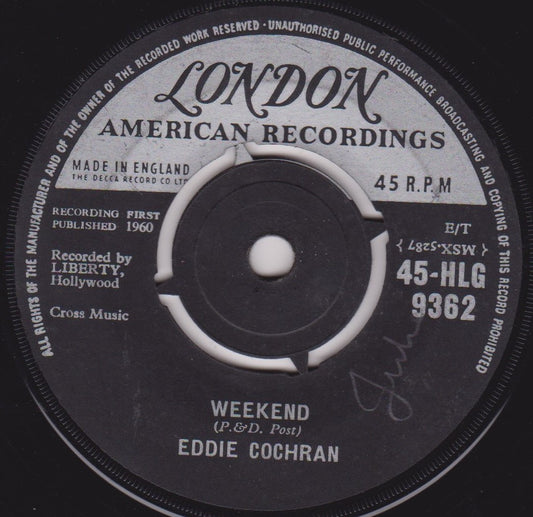 ALL RIGHTS OF THE MANUFACTURER AND OF THE OWNER OF THE RECORDED WORK RESERVED · UNAUTHORISED PUBLIC PERFORMANCE BROADCASTING AND COPYING OF THIS RECORD PROHIBITED
LONDON
AMERICAN RECORDINGS
MADE IN ENGLAND
THE DECCA RECORD CO LTD
45 R.P.M
RECORDING FIRST
PUBLISHED 1960
E/T
{ MSX·5287 }
Recorded by
LIBERTY,
Hollywood
45-HLG
9362
Cross Music
WEEKEND
(P.&D. Post)
EDDIE COCHRAN